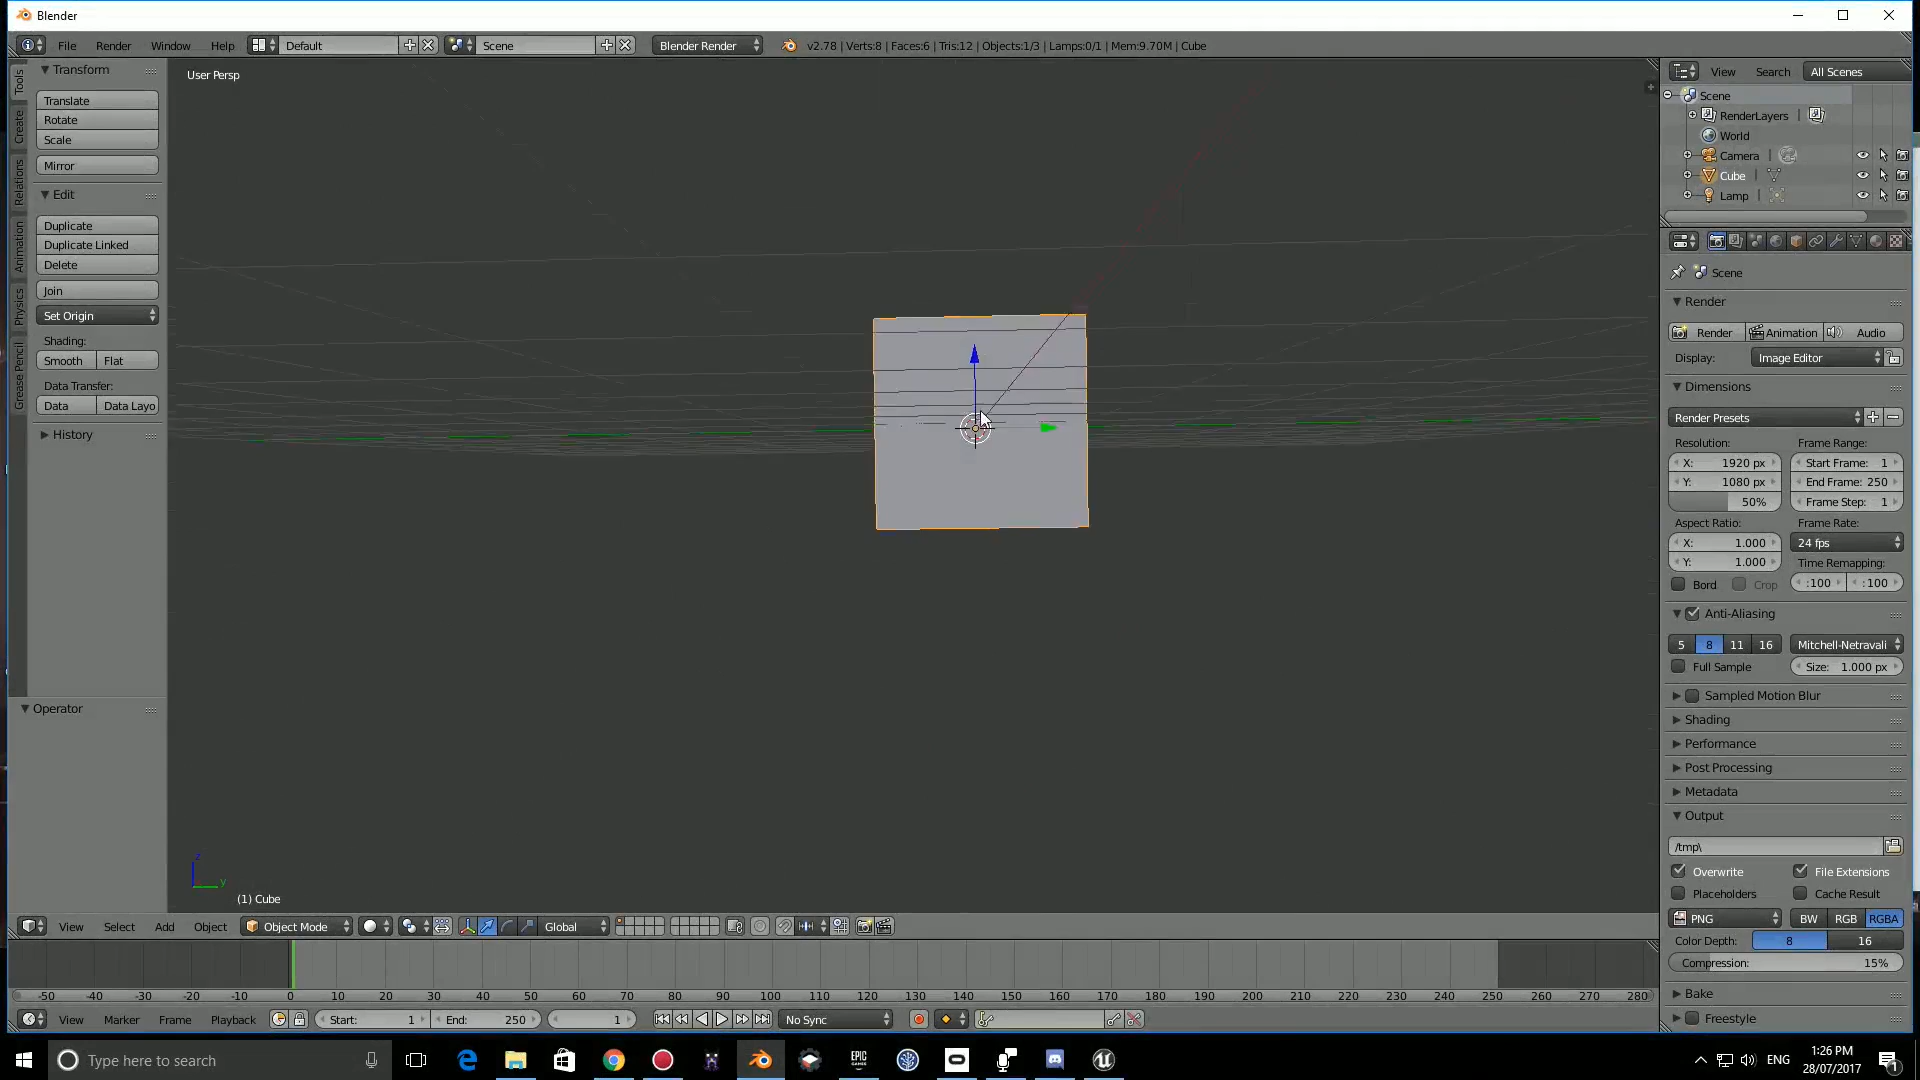 Blender
File Render Window Help Default Scene Blender Render v2.78 | Verts:8 | Faces:6 | Tris:12 | Objects:1/3 | Lamps:0/1 | Mem:9.70M | Cube
Tools
Create
Relations
Animation
Physics
Grease Pencil
Transform
Translate
Rotate
Scale
Mirror
Edit
Duplicate
Duplicate Linked
Delete
Join
Set Origin
Shading:
Smooth Flat
Data Transfer:
Data Data Layo
History
Operator
User Persp
z
y
(1) Cube
View Search All Scenes
Scene
RenderLayers |
World
Camera |
Cube |
Lamp |
Scene
Render
Render Animation Audio
Display: Image Editor
Dimensions
Render Presets
Resolution: Frame Range:
X: 1920 px Start Frame: 1
Y: 1080 px End Frame: 250
50% Frame Step: 1
Aspect Ratio: Frame Rate:
X: 1.000 24 fps
Y: 1.000 Time Remapping:
Bord Crop :100 :100
Anti-Aliasing
5 8 11 16 Mitchell-Netravali
Full Sample Size: 1.000 px
Sampled Motion Blur
Shading
Performance
Post Processing
Metadata
Output
/tmp\
Overwrite File Extensions
Placeholders Cache Result
PNG BW RGB RGBA
Color Depth: 8 16
Compression: 15%
Bake
Freestyle
View Select Add Object Object Mode Global
-50 -40 -30 -20 -10 0 10 20 30 40 50 60 70 80 90 100 110 120 130 140 150 160 170 180 190 200 210 220 230 240 250 260 270 280
View Marker Frame Playback Start: 1 End: 250 1 No Sync
Type here to search EPIC GAMES ENG 1:26 PM
28/07/2017 1